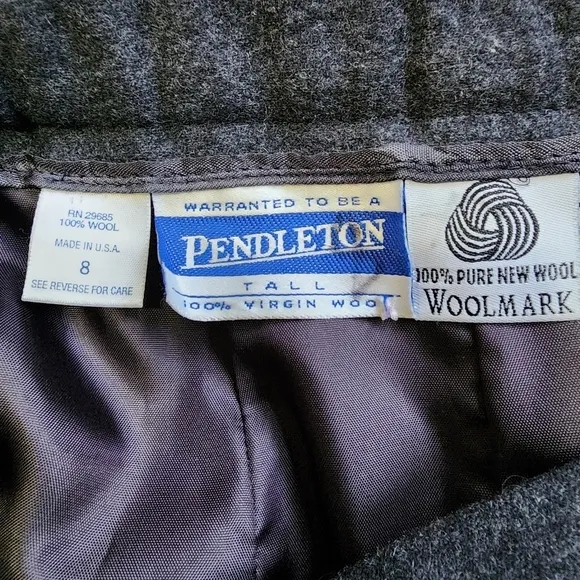 RN 29685
100% WOOL
MADE IN U.S.A.
8
SEE REVERSE FOR CARE
WARRANTED TO BE A
PENDLETON
TALL
100% VIRGIN WOOL
100% PURE NEW WOOL
WOOLMARK